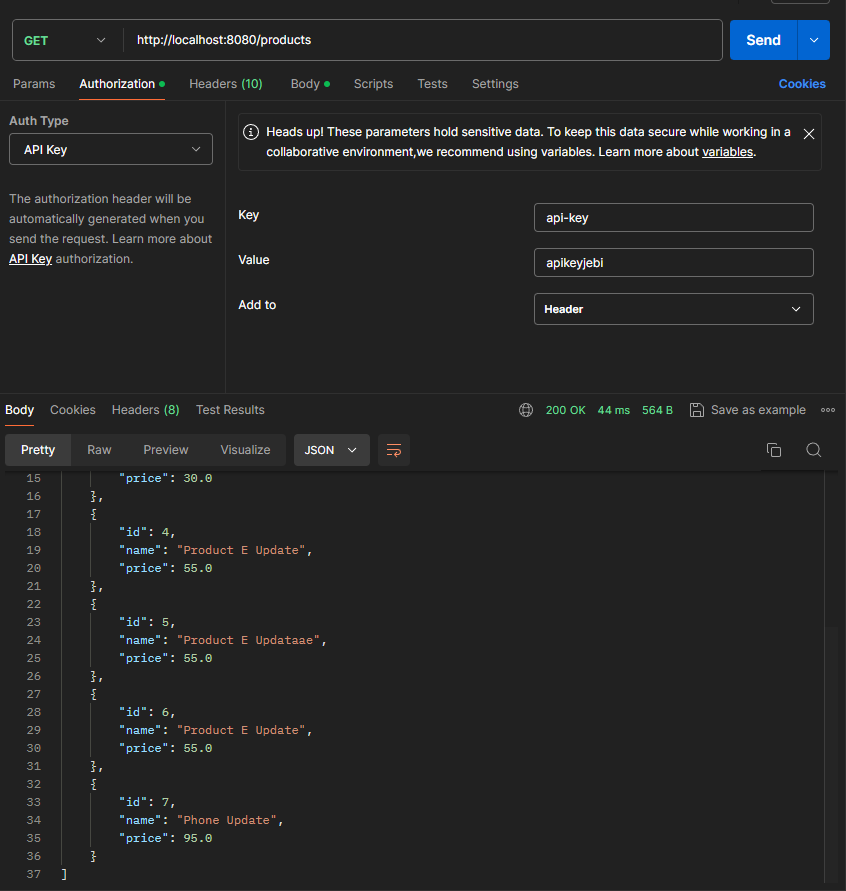 GET http://localhost:8080/products Send
Params Authorization Headers (10) Body Scripts Tests Settings Cookies
Auth Type
API Key
The authorization header will be
automatically generated when you
send the request. Learn more about
API Key authorization.
Heads up! These parameters hold sensitive data. To keep this data secure while working in a
collaborative environment,we recommend using variables. Learn more about variables.
Key api-key
Value apikeyjebi
Add to Header
Body Cookies Headers (8) Test Results 200 OK 44 ms 564 B Save as example
Pretty Raw Preview Visualize JSON
15 "price": 30.0
16 },
17 {
18 "id": 4,
19 "name": "Product E Update",
20 "price": 55.0
21 },
22 {
23 "id": 5,
24 "name": "Product E Updataae",
25 "price": 55.0
26 },
27 {
28 "id": 6,
29 "name": "Product E Update",
30 "price": 55.0
31 },
32 {
33 "id": 7,
34 "name": "Phone Update",
35 "price": 95.0
36 }
37 ]